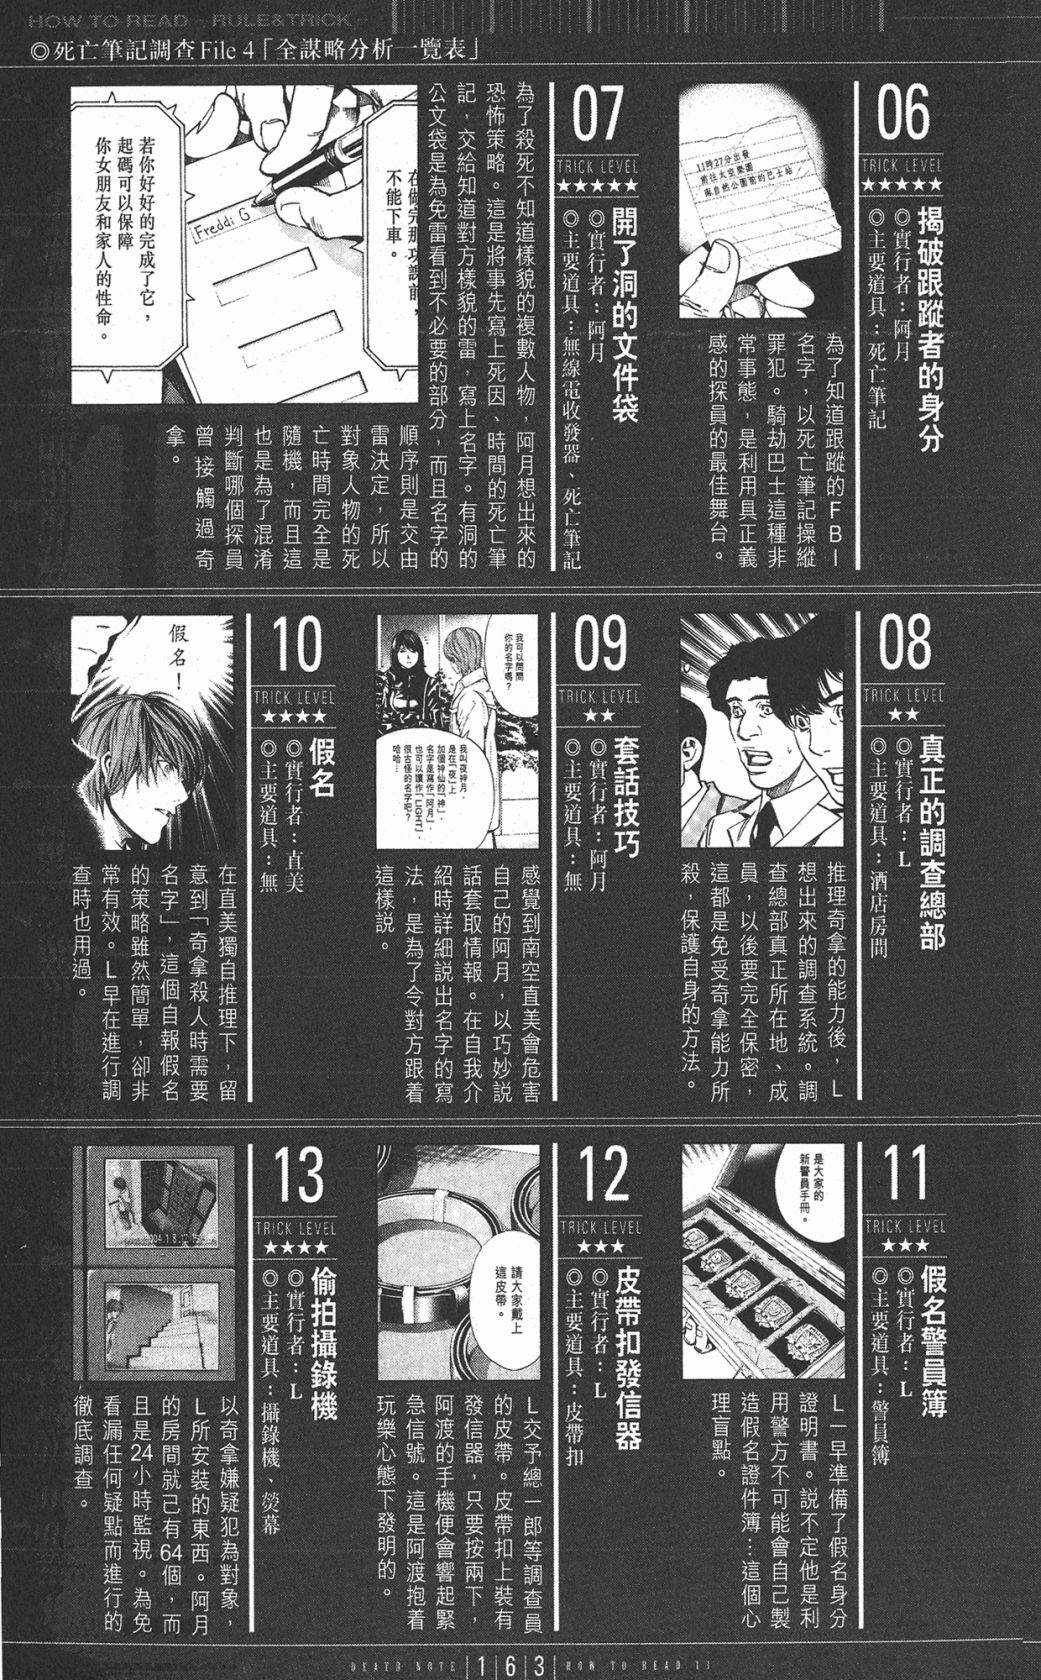 HOW TO READ - RULE&TRICK -
◎死亡筆記調查File 4「全謀略分析一覽表」
06
TRICK LEVEL
★★★★★
揭破跟蹤者的身分
◎實行者：阿月
◎主要道具：死亡筆記
11時27分出發
前往太空樂園
南自然公園前的巴士站
為了知道跟蹤的FBI
名字，以死亡筆記操縱
罪犯。騎劫巴士這種非
常事態，是利用具正義
感的探員的最佳舞台。
07
TRICK LEVEL
★★★★★
開了洞的文件袋
◎實行者：阿月
◎主要道具：無線電收發器、死亡筆記
為了殺死不知道樣貌的複數人物，阿月想出來的
恐怖策略。這是將事先寫上死因、時間的死亡筆
記，交給知道對方樣貌的雷，寫上名字。有洞的
公文袋是為免雷看到不必要的部分，而且名字的
順序則是交由
雷決定，所以
對象人物的死
亡時間完全是
隨機，而且這
也是為了混淆
判斷哪個探員
曾接觸過奇
拿。
不能下車。
Freddi G
若你好好的完成了它，
起碼可以保障
你女朋友和家人的性命。
08
TRICK LEVEL
★★
真正的調查總部
◎實行者：L
◎主要道具：酒店房間
推理奇拿的能力後，L
想出來的調查系統。調
查總部真正所在地、成
員，以後要完全保密，
這都是免受奇拿能力所
殺，保護自身的方法。
09
TRICK LEVEL
★★
套話技巧
◎實行者：阿月
◎主要道具：無
我可以問問
你的名字嗎？
我叫夜神月。
是在「夜」上
加個神仙的「神」，
名字是寫作「阿月」，
也可以讀作「LIGHT」，
很古怪的名字吧？
哈哈…
感覺到南空直美會危害
自己的阿月，以巧妙說
話套取情報。在自我介
紹時詳細說出名字的寫
法，是為了令對方跟着
這樣說。
10
TRICK LEVEL
★★★★
假名
◎實行者：直美
◎主要道具：無
假名！
在直美獨自推理下，留
意到「奇拿殺人時需要
名字」，這個自報假名
的策略雖然簡單，卻非
常有效。L早在進行調
查時也用過。
11
TRICK LEVEL
★★★
假名警員簿
◎實行者：L
◎主要道具：警員簿
是大家的
新警員手冊。
L一早準備了假名身分
證明書。說不定他是利
用警方不可能會自己製
造假名證件簿…這個心
理盲點。
12
TRICK LEVEL
★★★
皮帶扣發信器
◎實行者：L
◎主要道具：皮帶扣
請大家戴上
這皮帶。
L交予總一郎等調查員
的皮帶。皮帶扣上裝有
發信器，只要按兩下，
阿渡的手機便會響起緊
急信號。這是阿渡抱着
玩樂心態下發明的。
13
TRICK LEVEL
★★★★
偷拍攝錄機
◎實行者：L
◎主要道具：攝錄機、熒幕
以奇拿嫌疑犯為對象，
L所安裝的東西。阿月
的房間就己有64個，而
且是24小時監視。為免
看漏任何疑點而進行的
徹底調查。
DEATH NOTE |1|6|3| HOW TO READ 13